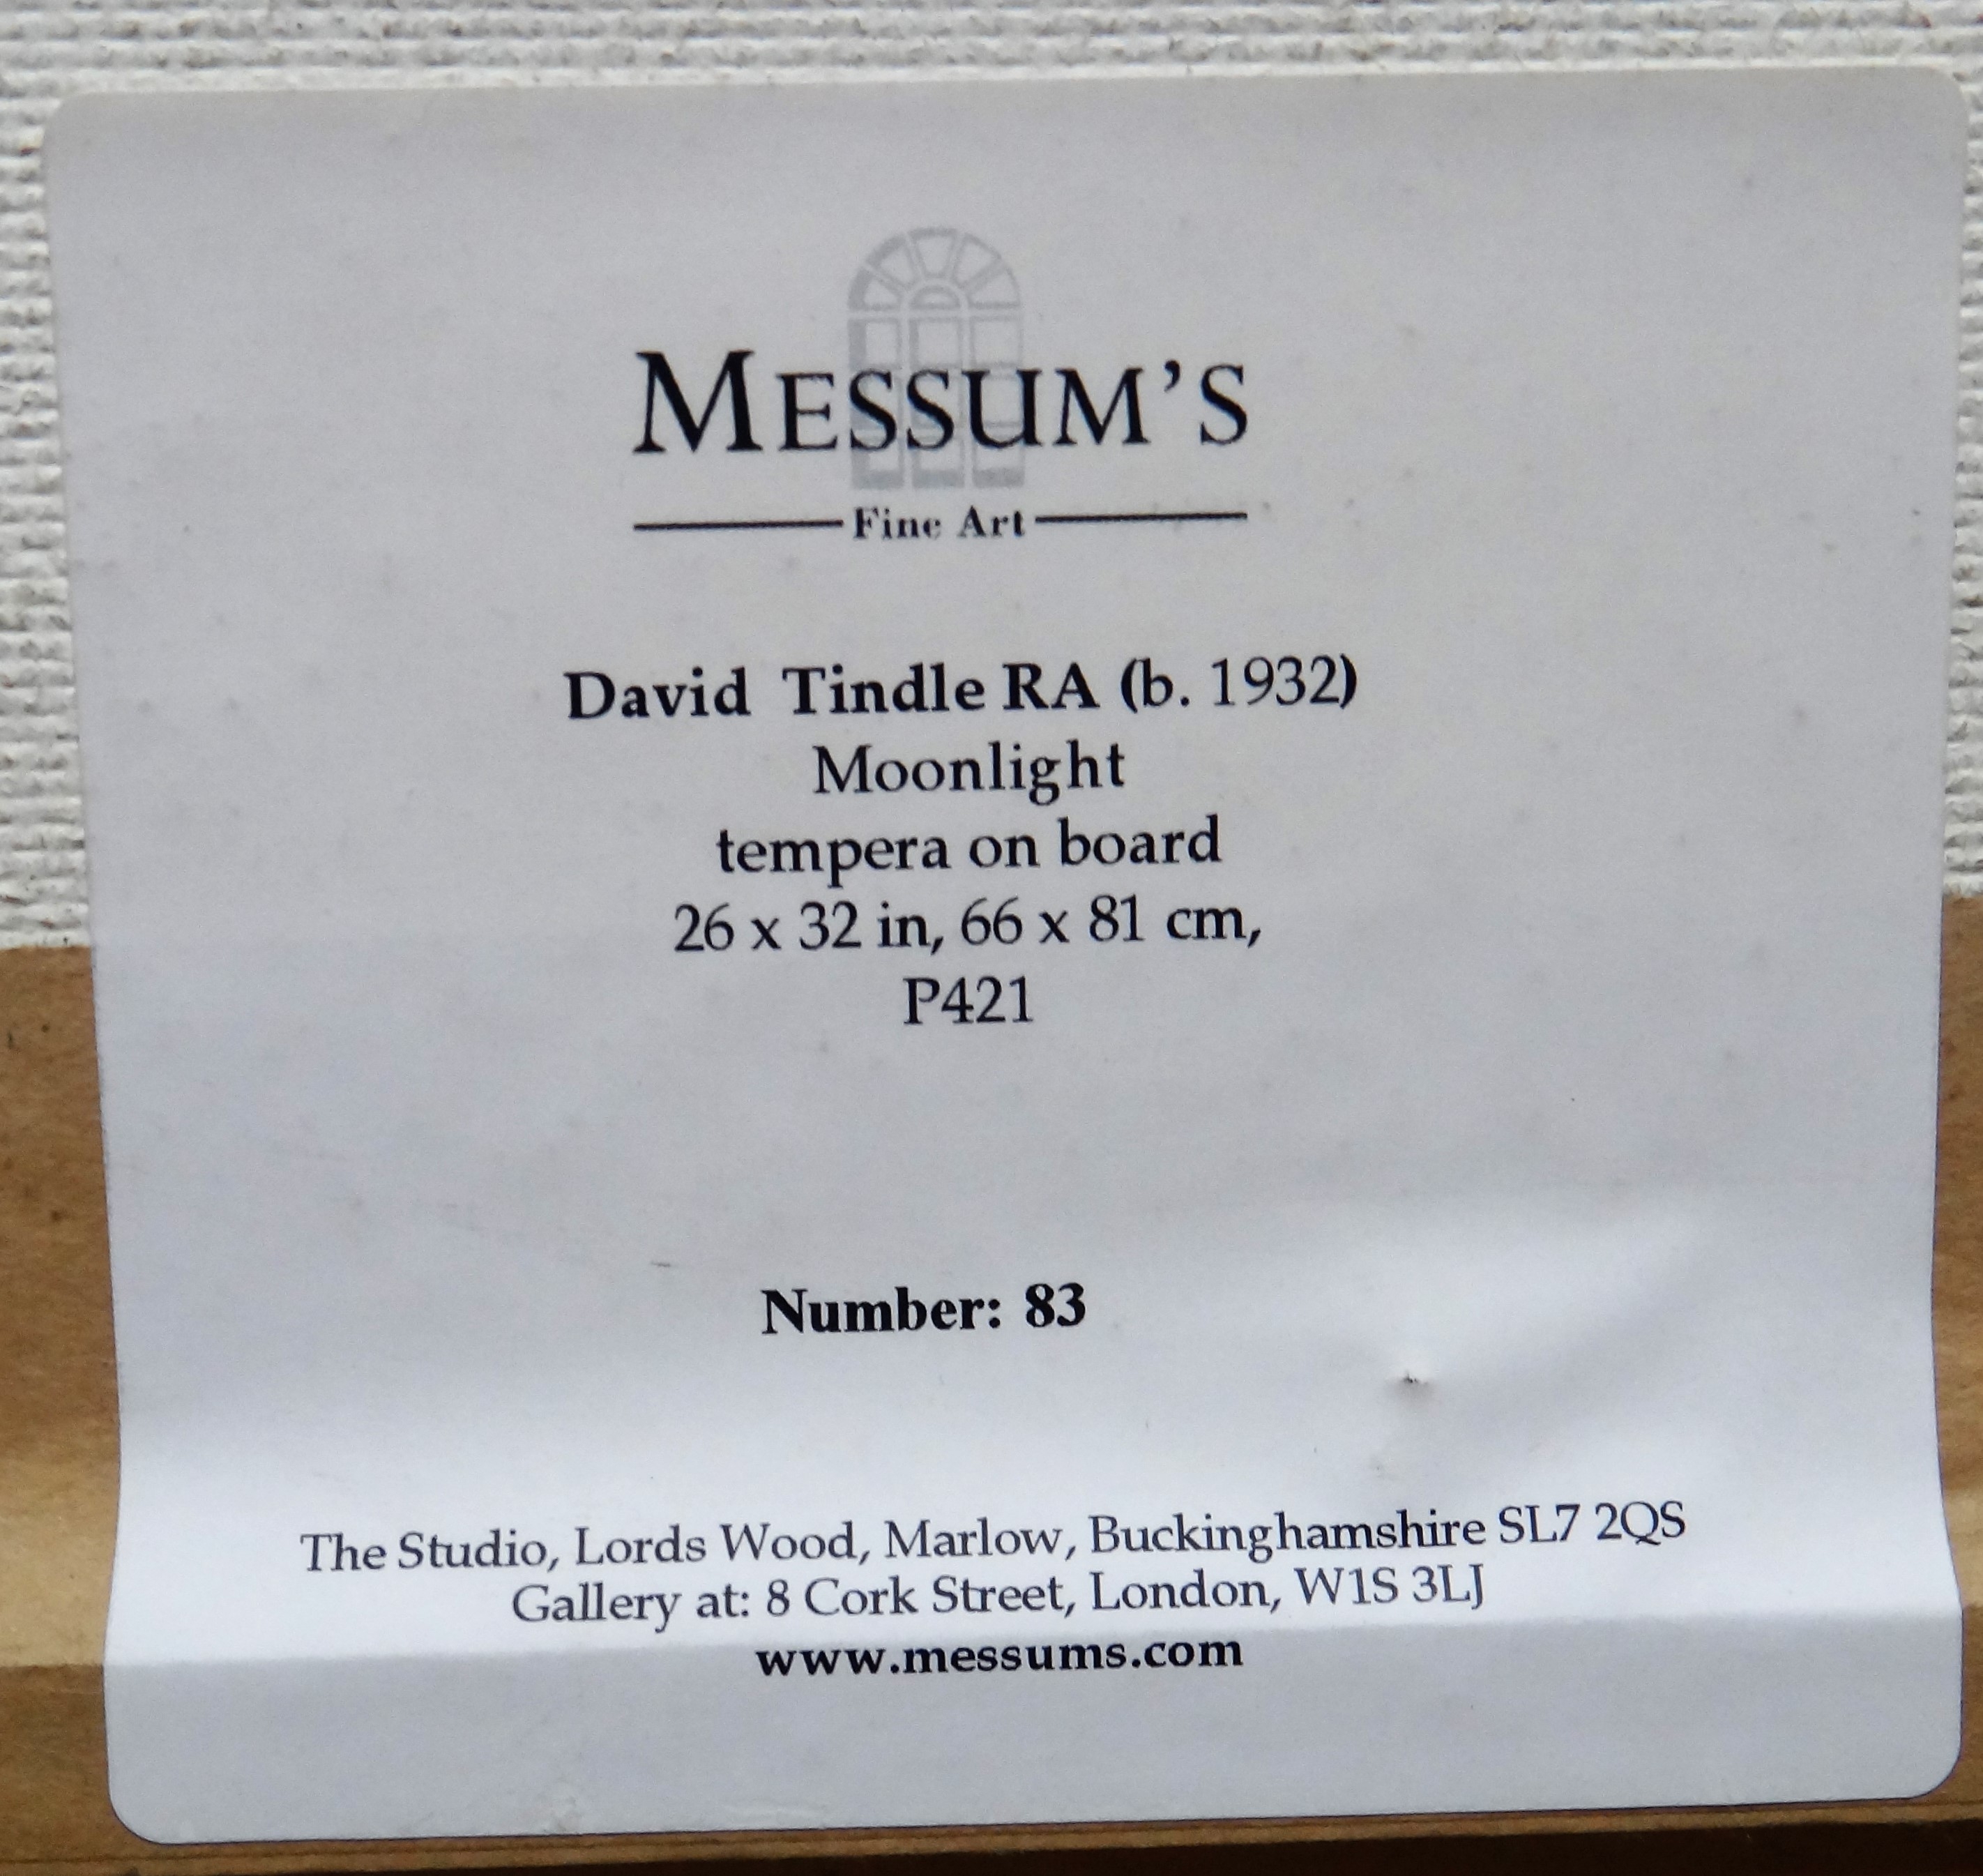 MESSUM'S
Fine Art
David Tindle RA (b. 1932)
Moonlight
tempera on board
26 x 32 in, 66 x 81 cm,
P421
Number: 83
The Studio, Lords Wood, Marlow, Buckinghamshire SL7 2QS
Gallery at: 8 Cork Street, London, W1S 3LJ
www.messums.com